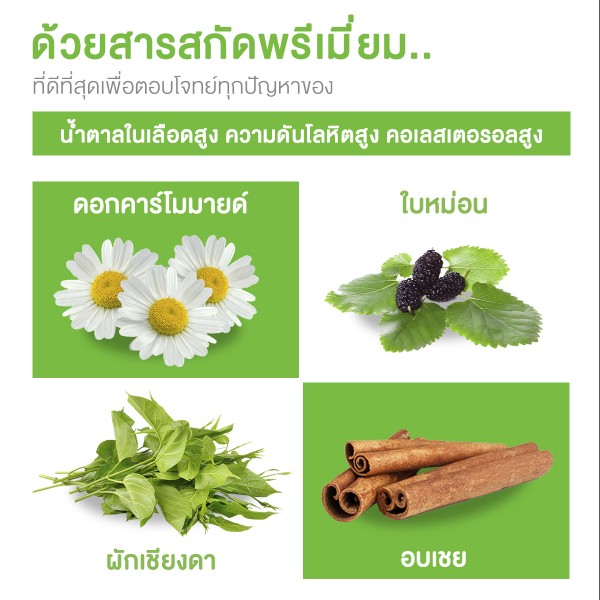 ด้วยสารสกัดพรีเมี่ยม..
ที่ดีที่สุดเพื่อตอบโจทย์ทุกปัญหาของ
น้ำตาลในเลือดสูง ความดันโลหิตสูง คอเลสเตอรอลสูง
ดอกคาร์โมมายด์
ใบหม่อน
ผักเชียงดา
อบเชย